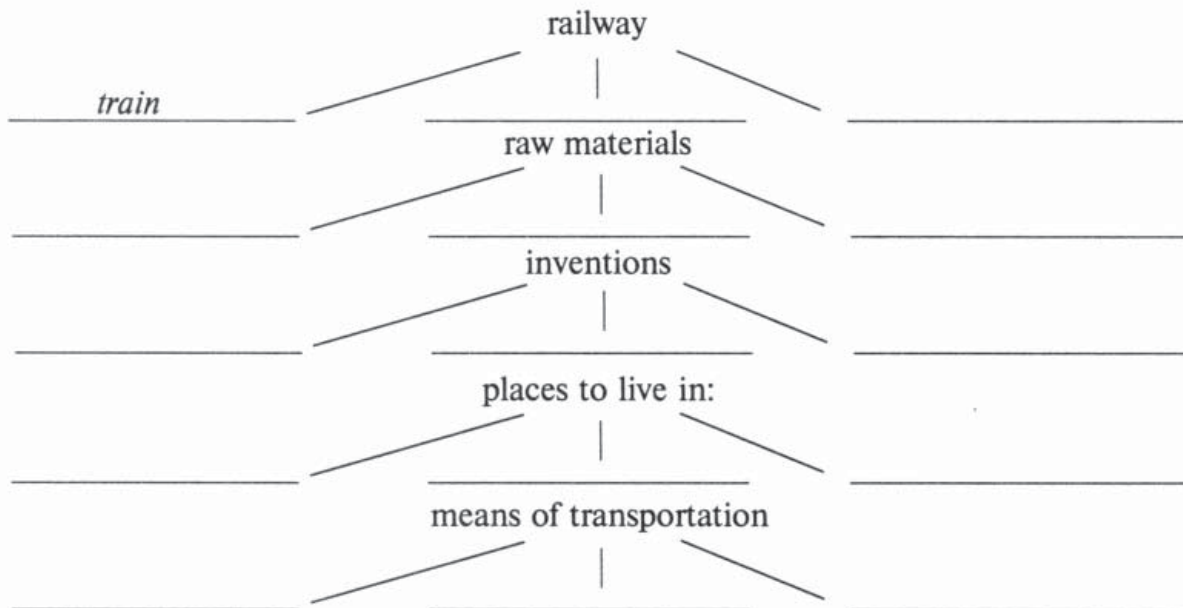 railway
train
raw materials
inventions
places to live in:
means of transportation